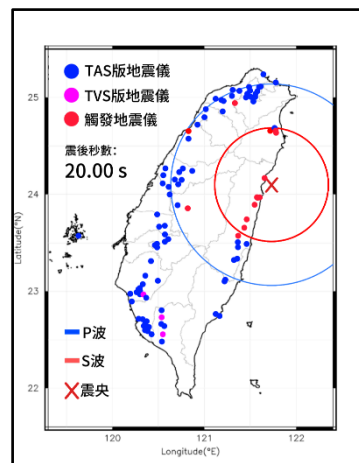 TAS版地震儀
TVS版地震儀
觸發地震儀
震後秒數:
20.00 s
P波
S波
震央
25
24
23
22
Latitude(°N)
120
121
122
Longitude(°E)